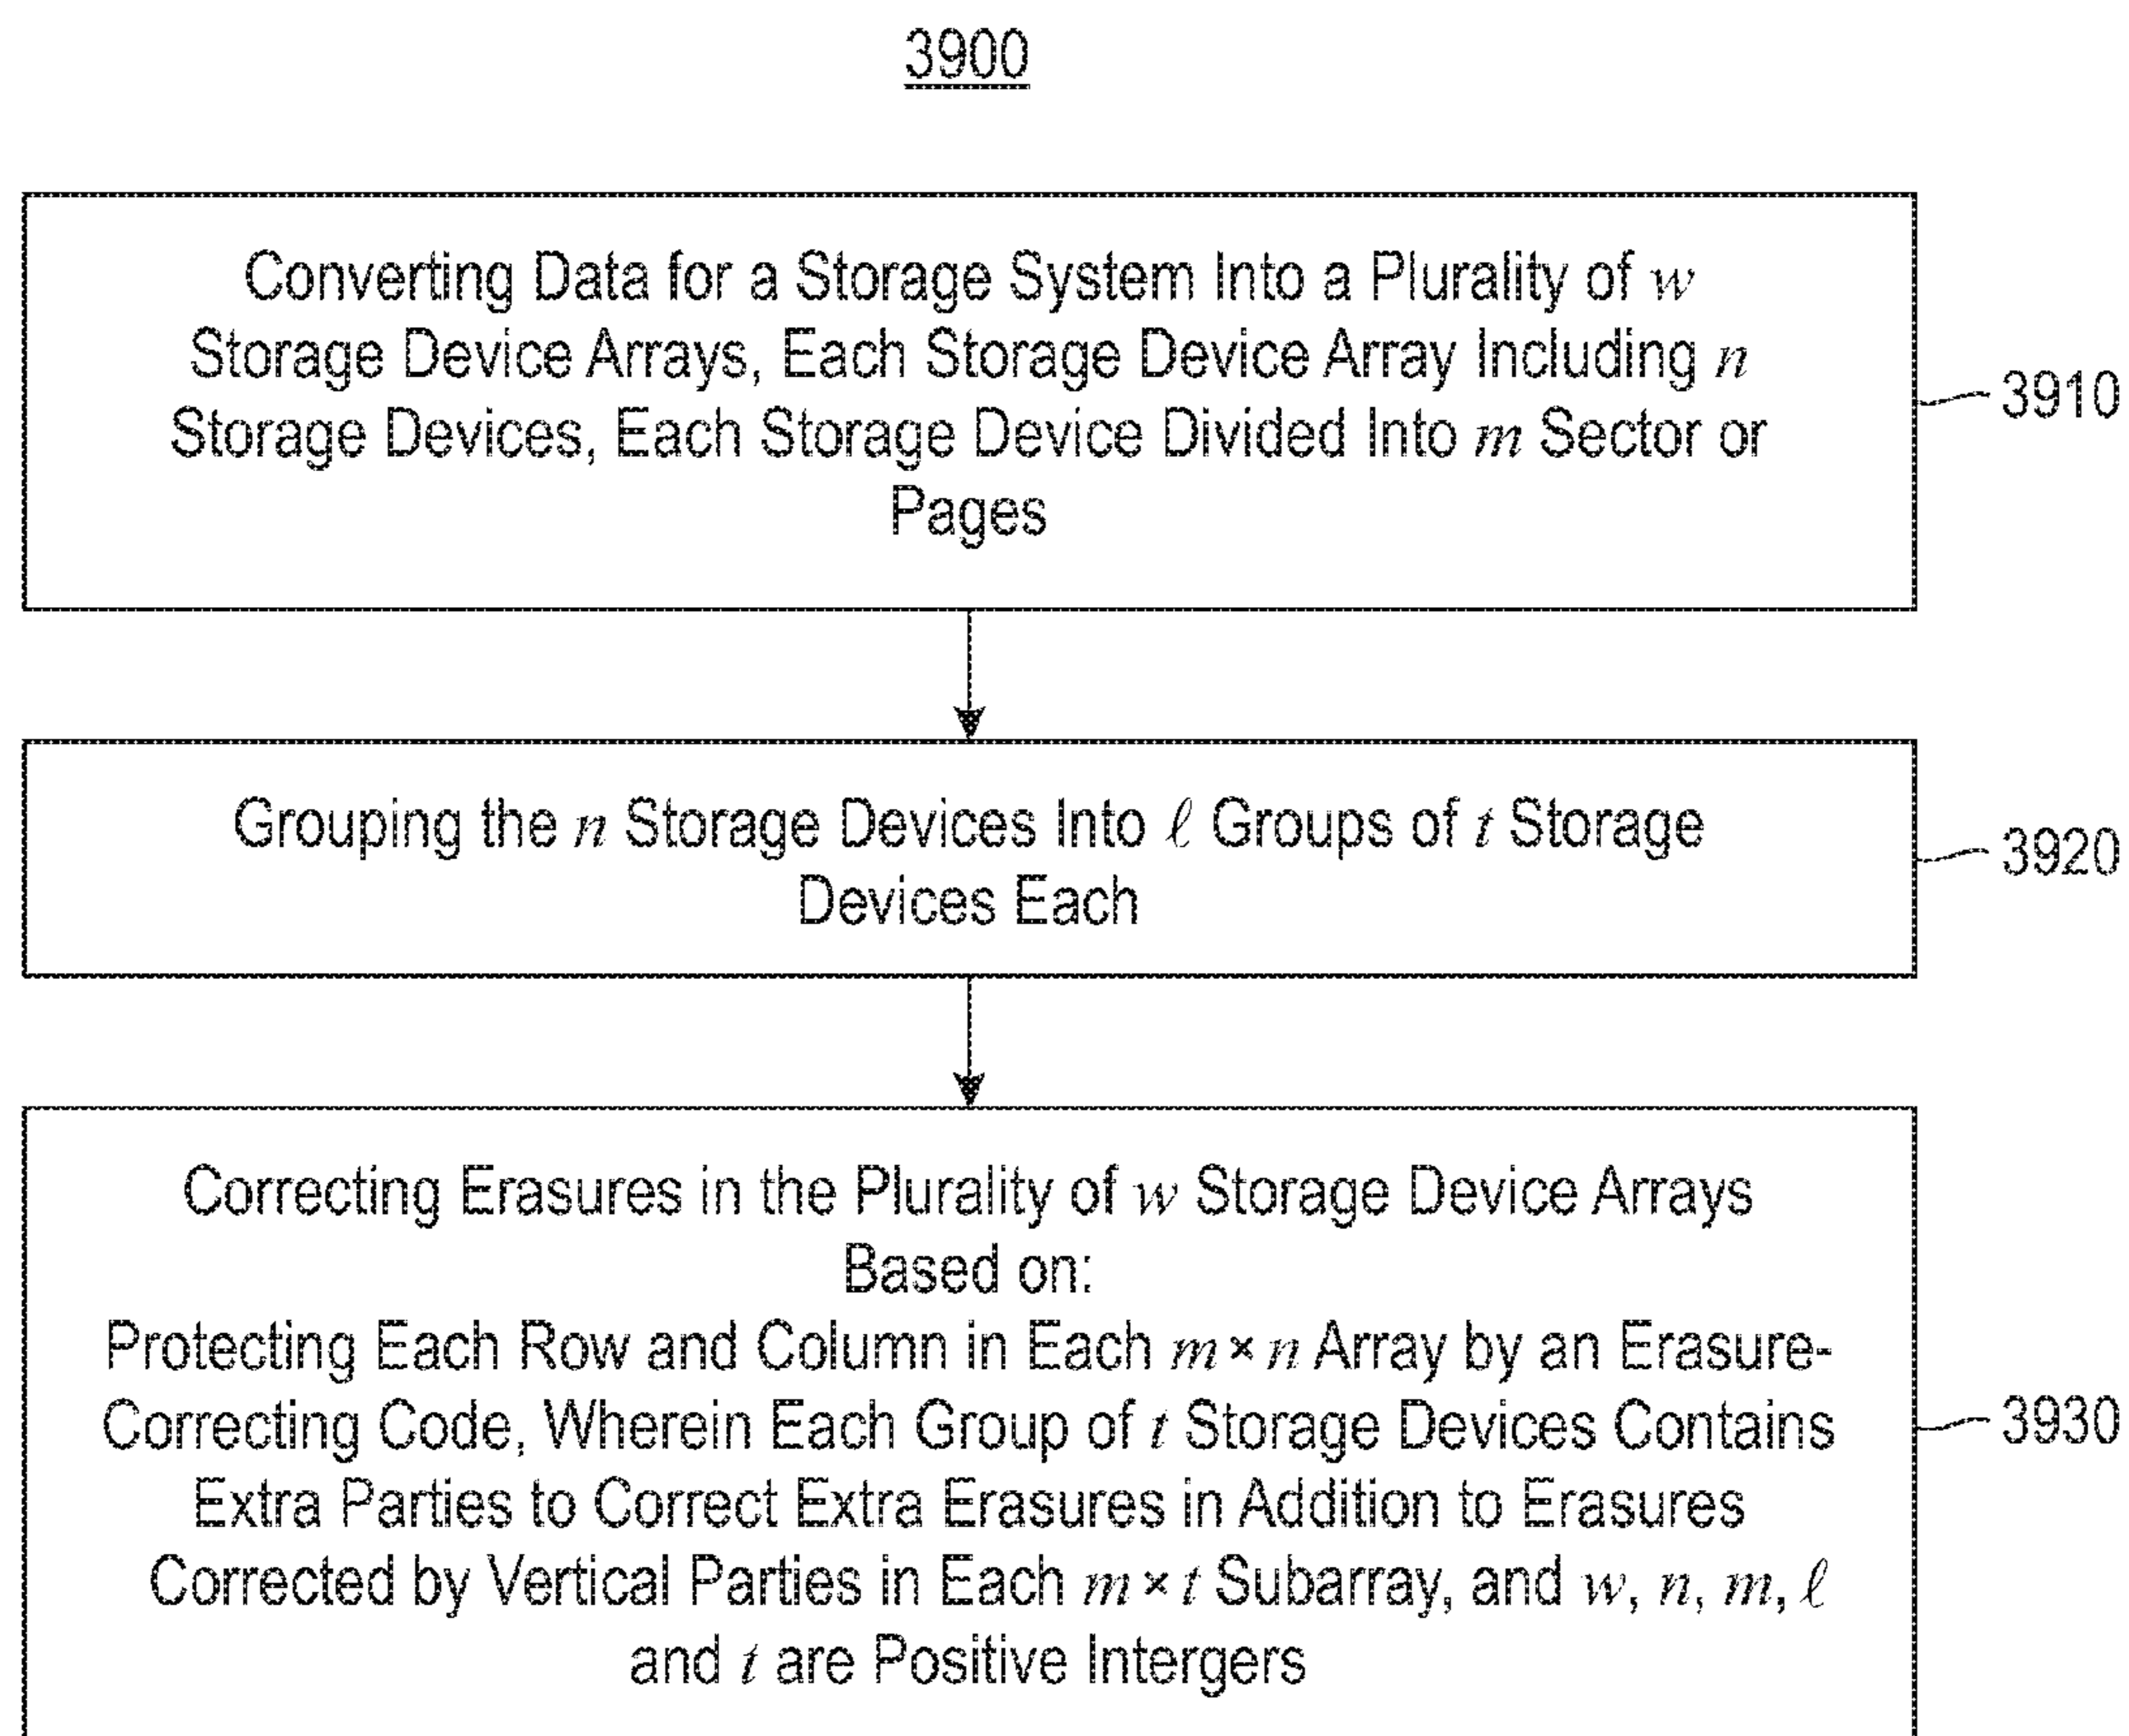 3900
Converting Data for a Storage System Into a Plurality of w
Storage Device Arrays, Each Storage Device Array Including n
Storage Devices, Each Storage Device Divided Into m Sector or
Pages
3910
Grouping the n Storage Devices Into ℓ Groups of t Storage
Devices Each
3920
Correcting Erasures in the Plurality of w Storage Device Arrays
Based on:
Protecting Each Row and Column in Each m × n Array by an Erasure-
Correcting Code, Wherein Each Group of t Storage Devices Contains
Extra Parties to Correct Extra Erasures in Addition to Erasures
Corrected by Vertical Parties in Each m × t Subarray, and w, n, m, ℓ
and t are Positive Intergers
3930